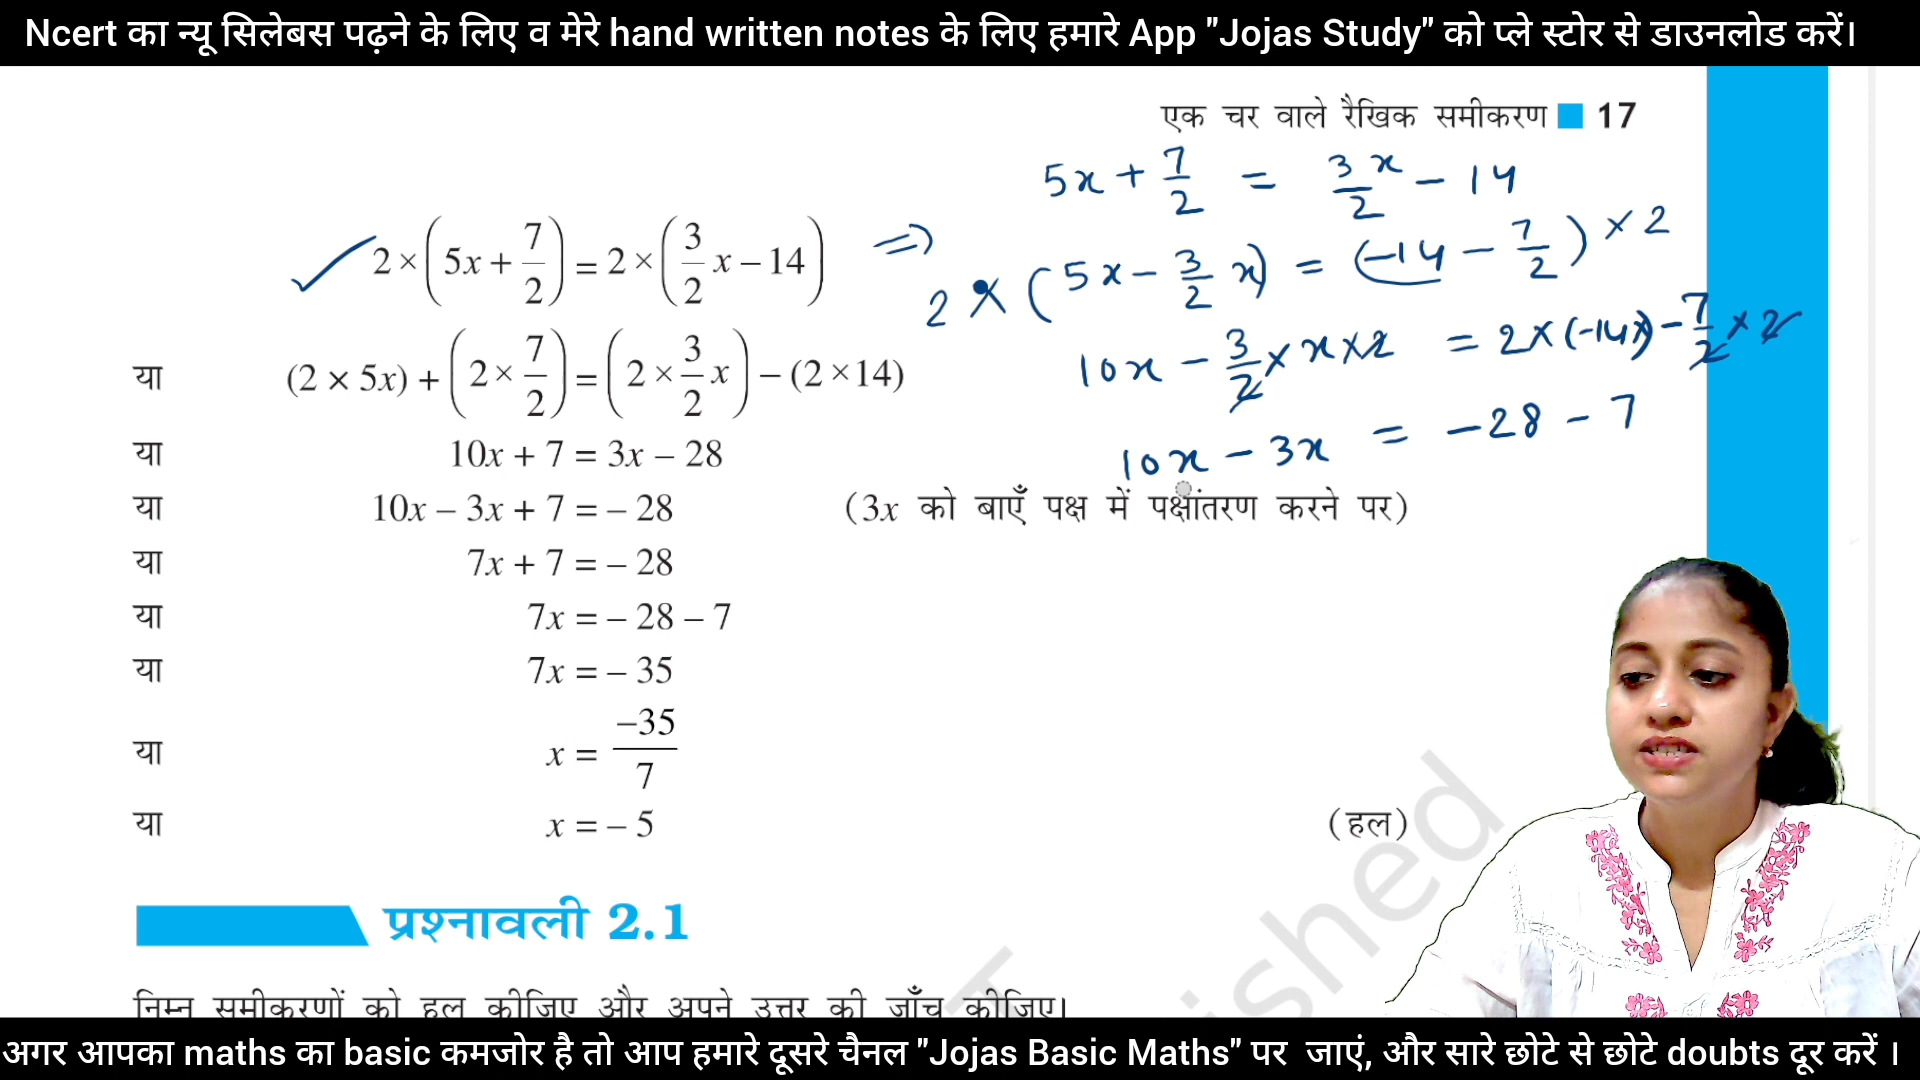 Ncert का न्यू सिलेबस पढ़ने के लिए व मेरे hand written notes के लिए हमारे App "Jojas Study" को प्ले स्टोर से डाउनलोड करें।
एक चर वाले रैखिक समीकरण ■ 17
5x + 7/2 = 3/2 x - 14
2 × (5x + 7/2) = 2 × (3/2 x – 14) ⇒
2 × (5x - 3/2 x) = (-14 - 7/2) × 2
या (2 × 5x) + (2 × 7/2) = (2 × 3/2 x) – (2 × 14)
10x - 3/2 × x × 2 = 2 × (-14) - 7/2 × 2
या 10x + 7 = 3x – 28
10x - 3x = -28 - 7
या 10x – 3x + 7 = – 28 (3x को बाएँ पक्ष में पक्षांतरण करने पर)
या 7x + 7 = – 28
या 7x = – 28 – 7
या 7x = – 35
या x = –35/7
या x = – 5 (हल)
प्रश्नावली 2.1
निम्न समीकरणों को हल कीजिए और अपने उत्तर की जाँच कीजिए।
अगर आपका maths का basic कमजोर है तो आप हमारे दूसरे चैनल "Jojas Basic Maths" पर जाएं, और सारे छोटे से छोटे doubts दूर करें ।